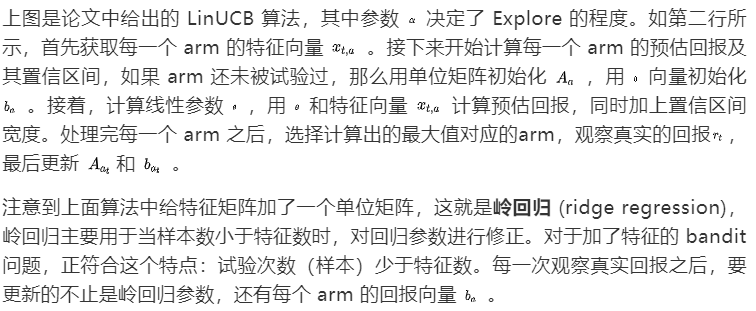 上图是论文中给出的 LinUCB 算法，其中参数 α 决定了 Explore 的程度。如第二行所
示，首先获取每一个 arm 的特征向量 x_{t,a} 。接下来开始计算每一个 arm 的预估回报及
其置信区间，如果 arm 还未被试验过，那么用单位矩阵初始化 A_a ，用 0 向量初始化
b_a 。接着，计算线性参数 θ ，用 θ 和特征向量 x_{t,a} 计算预估回报，同时加上置信区间
宽度。处理完每一个 arm 之后，选择计算出的最大值对应的arm，观察真实的回报r_t ，
最后更新 A_{a_t} 和 b_{a_t} 。
注意到上面算法中给特征矩阵加了一个单位矩阵，这就是岭回归 (ridge regression)，
岭回归主要用于当样本数小于特征数时，对回归参数进行修正。对于加了特征的 bandit
问题，正符合这个特点：试验次数（样本）少于特征数。每一次观察真实回报之后，要
更新的不止是岭回归参数，还有每个 arm 的回报向量 b_a 。